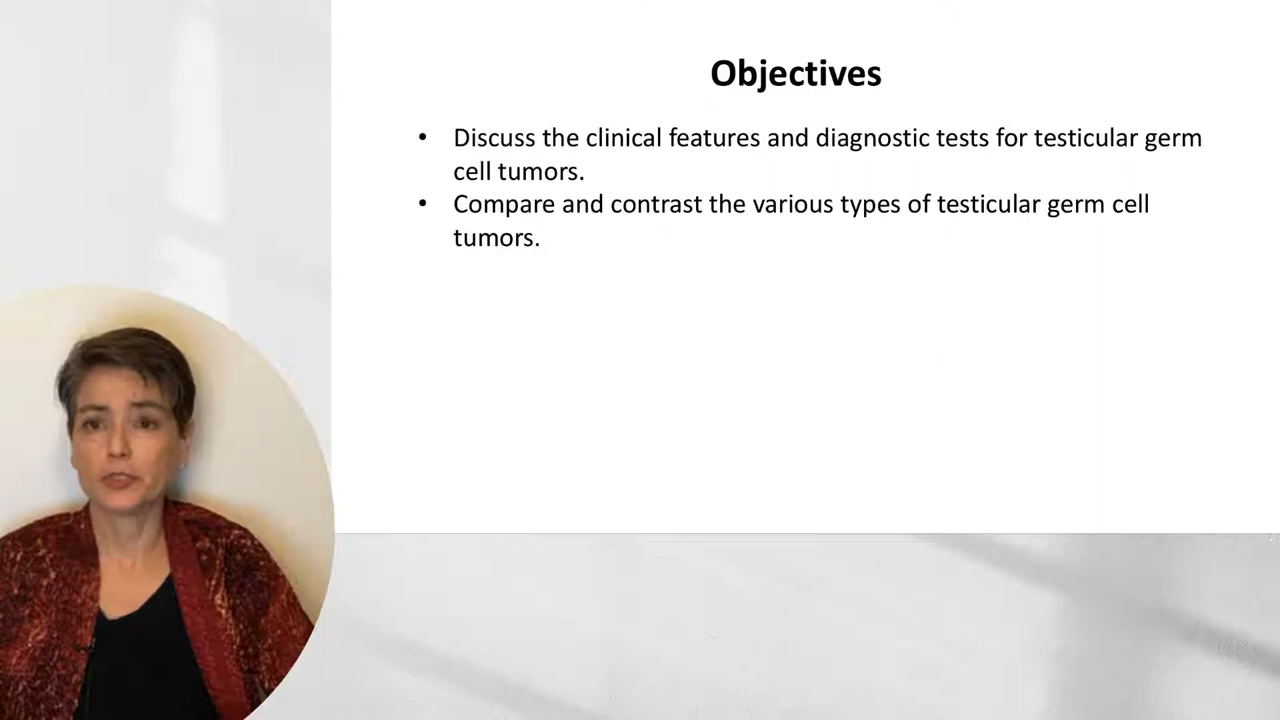 Objectives
• Discuss the clinical features and diagnostic tests for testicular germ
cell tumors.
• Compare and contrast the various types of testicular germ cell
tumors.